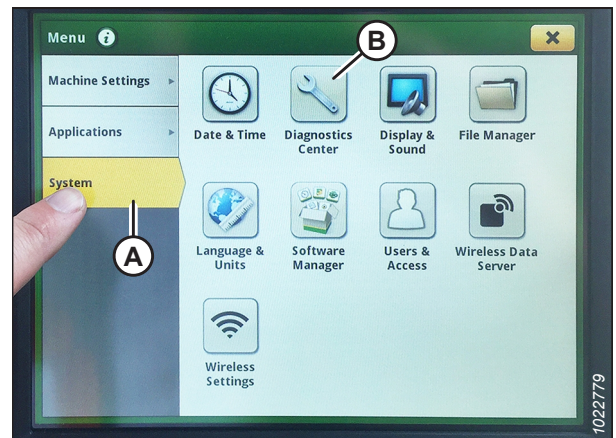 Menu i
B
Machine Settings
Applications
System
A
Date & Time
Diagnostics
Center
Display &
Sound
File Manager
Language &
Units
Software
Manager
Users &
Access
Wireless Data
Server
Wireless
Settings
1022779